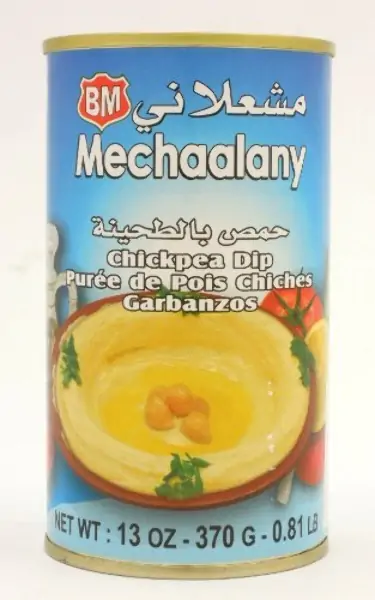 BM
مشعلاني
Mechaalany
حمص بالطحينة
Chickpea Dip
Purée de Pois Chiches
Garbanzos
NET WT : 13 OZ - 370 G - 0.81 LB